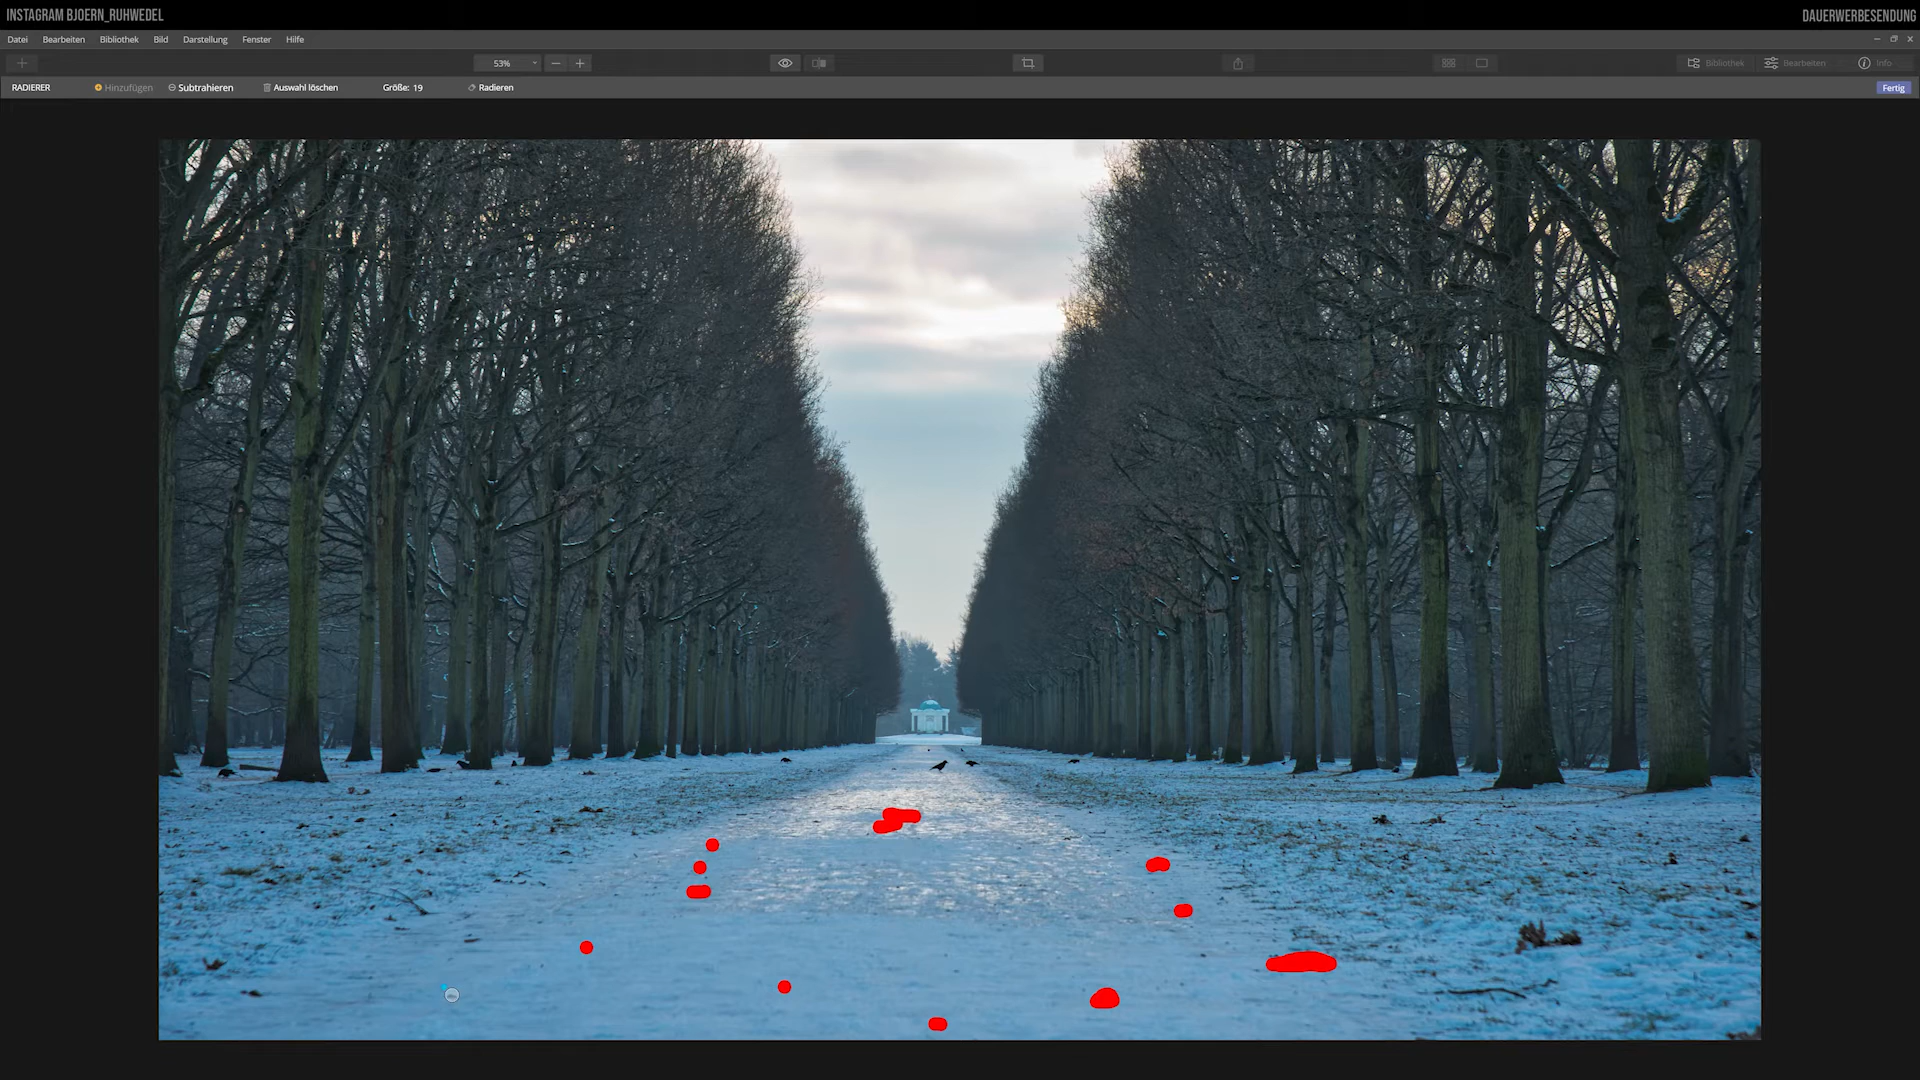 INSTAGRAM BJOERN_RUHWEDEL
DAUERWERBESENDUNG
Datei Bearbeiten Bibliothek Bild Darstellung Fenster Hilfe
53% Bibliothek Bearbeiten Info
RADIERER Hinzufügen Subtrahieren Auswahl löschen Größe: 19 Radieren Fertig